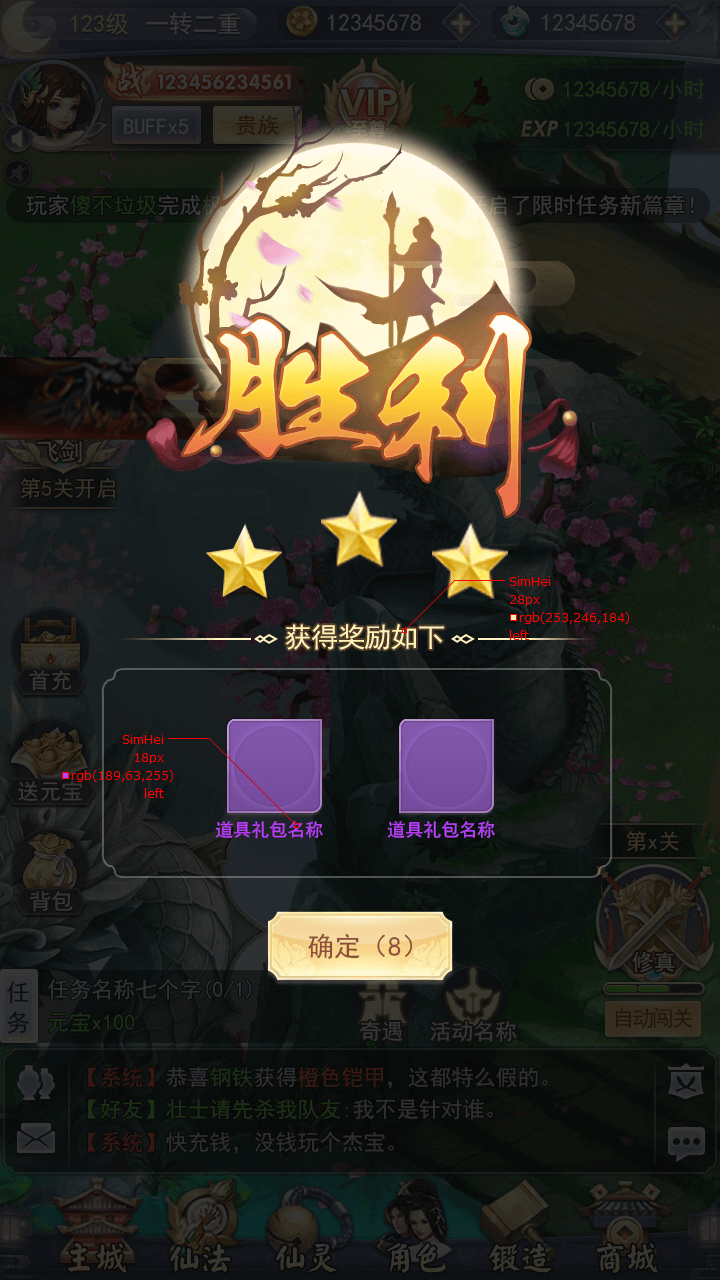 123级 一转二重 12345678 12345678
战 123456234561
VIP
至尊
12345678/小时
BUFFx5 贵族
EXP 12345678/小时
玩家傻不垃圾完成
开启了限时任务新篇章!
胜利
飞剑
第5关开启
SimHei
28px
rgb(253,246,184)
left
获得奖励如下
首充
SimHei
18px
rgb(189,63,255)
left
送元宝
道具礼包名称 道具礼包名称
第x关
背包
确定（8）
修真
任务
任务名称七个字(0/1)
元宝x100
奇遇 活动名称
自动闯关
【系统】恭喜钢铁获得橙色铠甲，这都特么假的。
【好友】壮士请先杀我队友:我不是针对谁。
【系统】快充钱，没钱玩个杰宝。
主城 仙法 仙灵 角色 锻造 商城